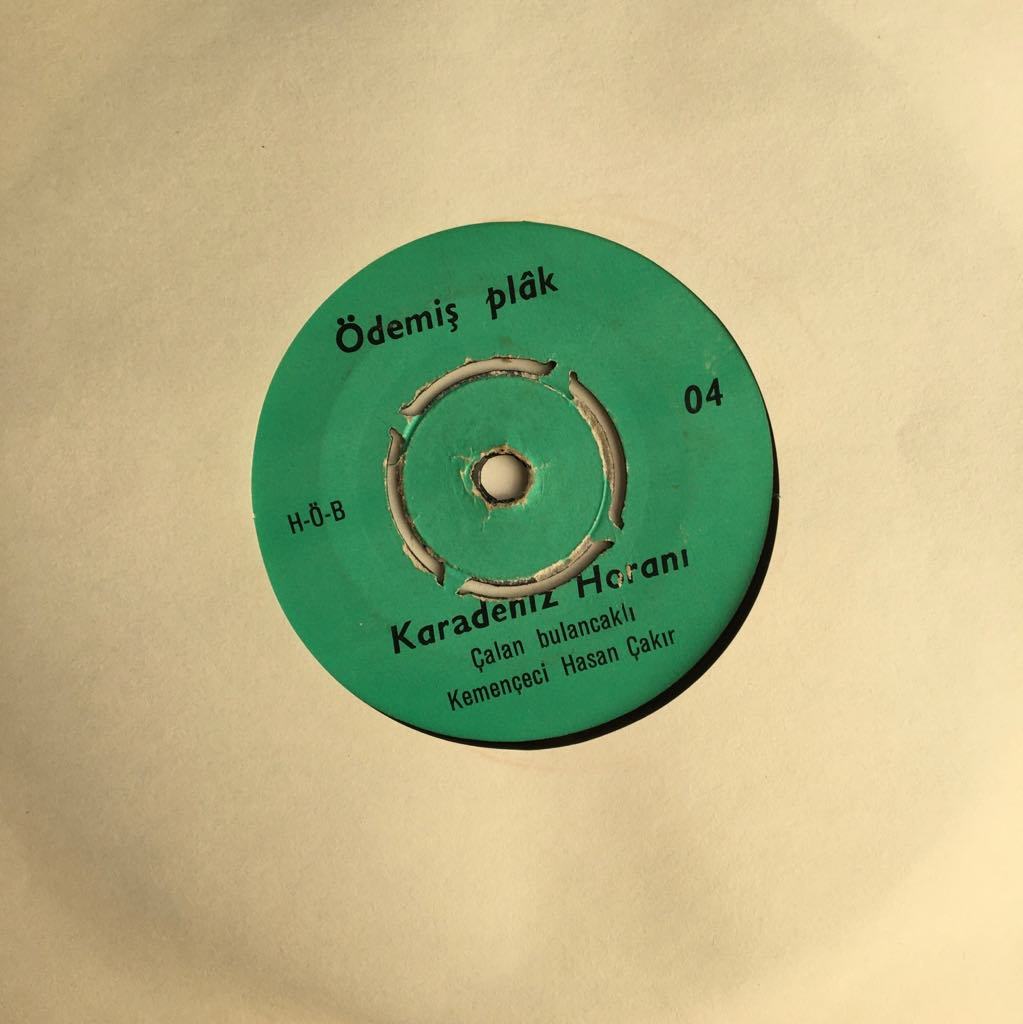 Ödemiş plâk
04
H-Ö-B
Karadeniz Horanı
Çalan bulancaklı
Kemençeci Hasan Çakır